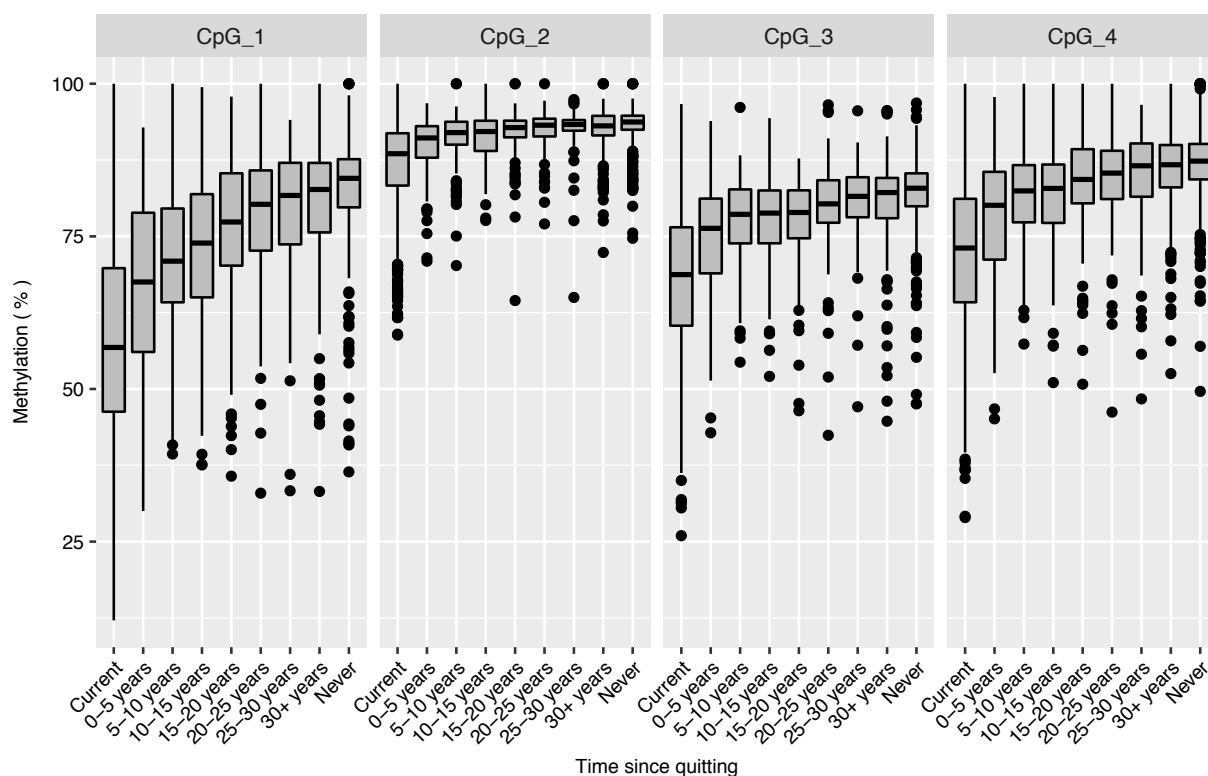 CpG_1 CpG_2 CpG_3 CpG_4
100
75
50
25
Methylation ( % )
Current 0−5 years 5−10 years 10−15 years 15−20 years 20−25 years 25−30 years 30+ years Never
Current 0−5 years 5−10 years 10−15 years 15−20 years 20−25 years 25−30 years 30+ years Never
Current 0−5 years 5−10 years 10−15 years 15−20 years 20−25 years 25−30 years 30+ years Never
Current 0−5 years 5−10 years 10−15 years 15−20 years 20−25 years 25−30 years 30+ years Never
Time since quitting